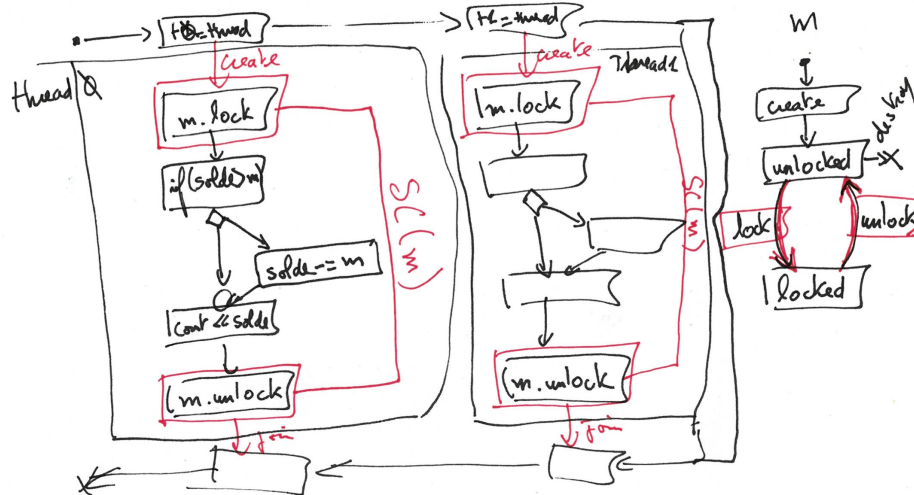 t0=thread
t1=thread
m
create
create
thread 0
Thread1
create
destroy
m.lock
m.lock
unlocked
if(solde>m)
SC(m)
SC(m)
lock
unlock
solde-=m
locked
cout << solde
m.unlock
m.unlock
join
join